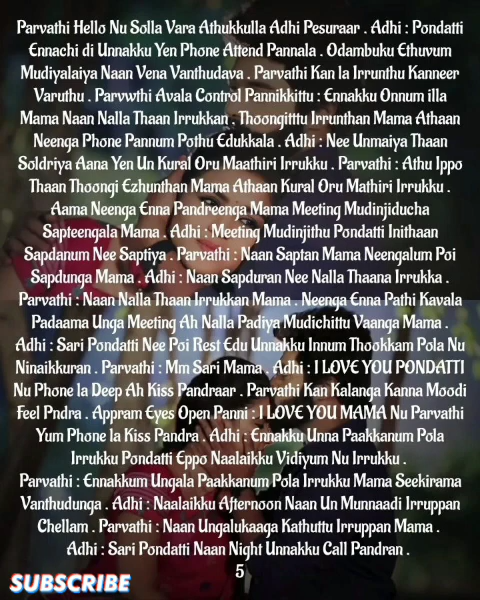 Parvathi Hello Nu Solla Vara Athukkulla Adhi Pesuraar . Adhi : Pondatti
Ennachi di Unnakku Yen Phone Attend Pannala . Odambuku Ethuvum
Mudiyalaiya Naan Vena Vanthudava . Parvathi Kan la Irrunthu Kanneer
Varuthu . Parvwthi Avala Control Pannikkittu : Ennakku Onnum illa
Mama Naan Nalla Thaan Irrukkan . Thoongitttu Irrunthan Mama Athaan
Neenga Phone Pannum Pothu Edukkala . Adhi : Nee Unmaiya Thaan
Soldriya Aana Yen Un Kural Oru Maathiri Irrukku . Parvathi : Athu Ippo
Thaan Thoongi Ezhunthan Mama Athaan Kural Oru Mathiri Irrukku .
Aama Neenga Enna Pandreenga Mama Meeting Mudinjiducha
Sapteengala Mama . Adhi : Meeting Mudinjithu Pondatti Inithaan
Sapdanum Nee Saptiya . Parvathi : Naan Saptan Mama Neengalum Poi
Sapdunga Mama . Adhi : Naan Sapduran Nee Nalla Thaana Irrukka .
Parvathi : Naan Nalla Thaan Irrukkan Mama . Neenga Enna Pathi Kavala
Padaama Unga Meeting Ah Nalla Padiya Mudichittu Vaanga Mama .
Adhi : Sari Pondatti Nee Poi Rest Edu Unnakku Innum Thookkam Pola Nu
Ninaikkuran . Parvathi : Mm Sari Mama . Adhi : I LOVE YOU PONDATTI
Nu Phone la Deep Ah Kiss Pandraar . Parvathi Kan Kalanga Kanna Moodi
Feel Pndra . Appram Eyes Open Panni : I LOVE YOU MAMA Nu Parvathi
Yum Phone la Kiss Pandra . Adhi : Ennakku Unna Paakkanum Pola
Irrukku Pondatti Eppo Naalaikku Vidiyum Nu Irrukku .
Parvathi : Ennakkum Ungala Paakkanum Pola Irrukku Mama Seekirama
Vanthudunga . Adhi : Naalaikku Afternoon Naan Un Munnaadi Irruppan
Chellam . Parvathi : Naan Ungalukaaga Kathuttu Irruppan Mama .
Adhi : Sari Pondatti Naan Night Unnakku Call Pandran .
5
SUBSCRIBE